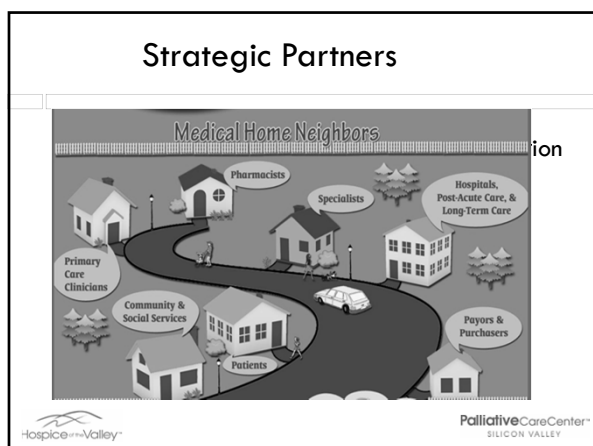 Strategic Partners
Medical Home Neighbors
ion
Pharmacists
Specialists
Hospitals,
Post-Acute Care, &
Long-Term Care
Primary
Care
Clinicians
Community &
Social Services
Patients
Payors &
Purchasers
Hospice of the Valley
PalliativeCareCenter™
SILICON VALLEY